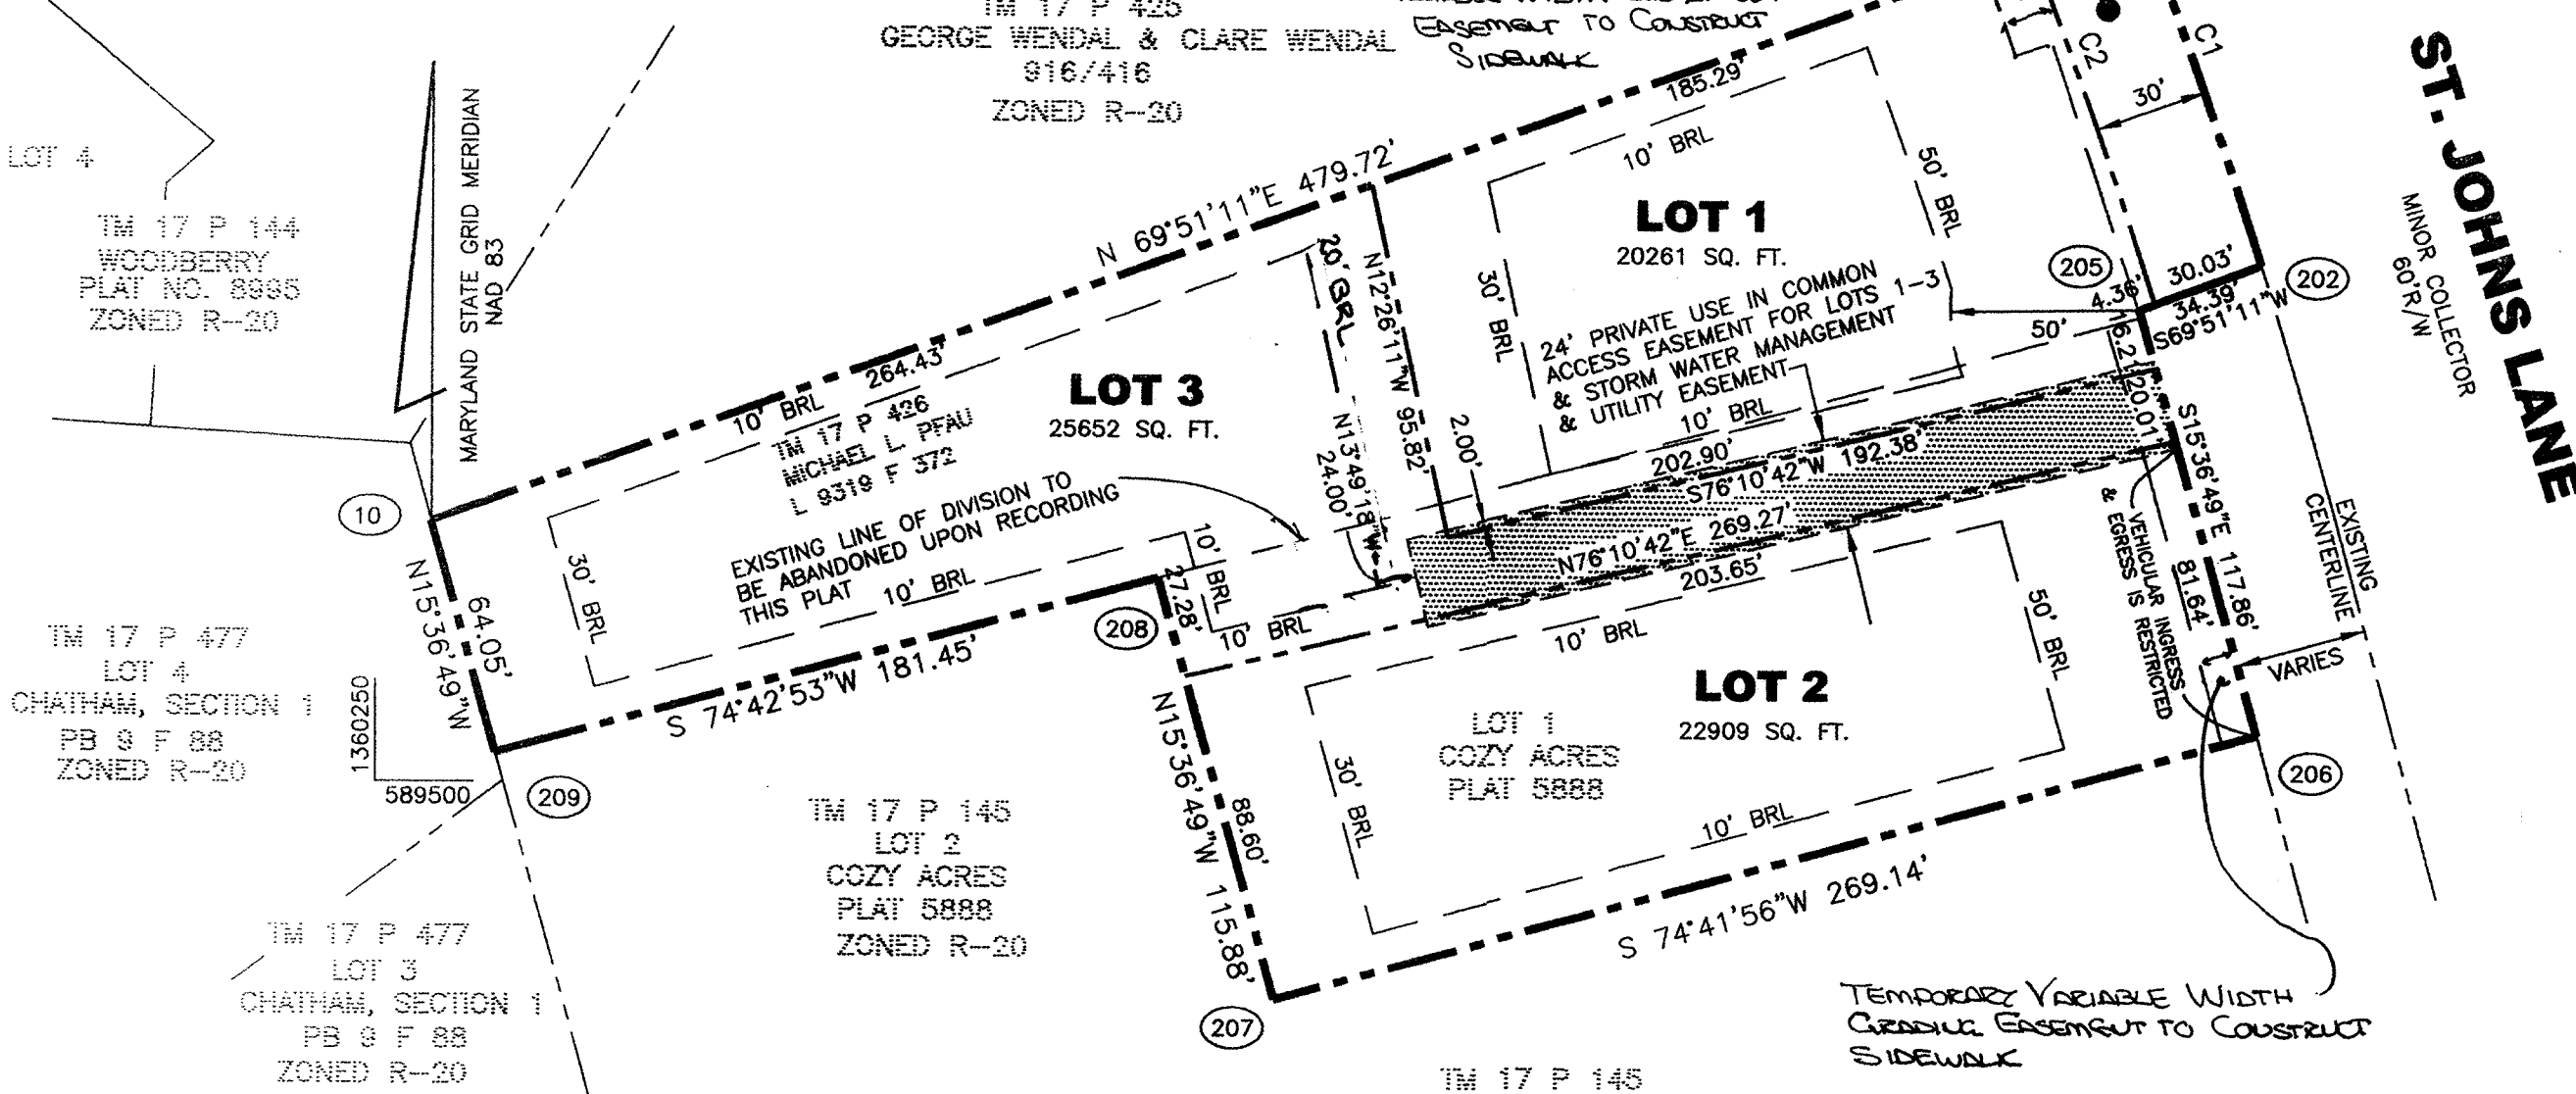 TM 17 P 425
GEORGE WENDAL & CLARE WENDAL
916/416
ZONED R-20
EASEMENT TO CONSTRUCT
SIDEWALK
LOT 4
TM 17 P 144
WOODBERRY
PLAT NO. 8995
ZONED R-20
MARYLAND STATE GRID MERIDIAN
NAD 83
N 69°51'11"E 479.72'
185.29'
264.43'
10' BRL
10' BRL
50' BRL
30' BRL
LOT 1
20261 SQ. FT.
24' PRIVATE USE IN COMMON
ACCESS EASEMENT FOR LOTS 1-3
& STORM WATER MANAGEMENT
& UTILITY EASEMENT
10' BRL
C2
C1
30'
ST. JOHNS LANE
MINOR COLLECTOR
60'R/W
205
202
30.03'
4.36'
34.39'
S69°51'11"W
50'
16.21'
20.01'
20' BRL
N12°26'11"W 95.82'
2.00'
N13°49'18"W
24.00'
LOT 3
25652 SQ. FT.
TM 17 P 426
MICHAEL L. PFAU
L 9319 F 372
EXISTING LINE OF DIVISION TO
BE ABANDONED UPON RECORDING
THIS PLAT
10' BRL
30' BRL
10' BRL
10' BRL
27.28'
202.90'
S76°10'42"W 192.38'
N76°10'42"E 269.27'
203.65'
10' BRL
50' BRL
S15°36'49"E 117.86'
81.64'
VEHICULAR INGRESS
& EGRESS IS RESTRICTED
EXISTING
CENTERLINE
VARIES
10
N15°36'49"W
64.05'
208
S 74°42'53"W 181.45'
TM 17 P 477
LOT 4
CHATHAM, SECTION 1
PB 9 F 88
ZONED R-20
1360250
589500
209
LOT 2
22909 SQ. FT.
LOT 1
COZY ACRES
PLAT 5888
30' BRL
10' BRL
206
N15°36'49"W 115.88'
88.60'
TM 17 P 145
LOT 2
COZY ACRES
PLAT 5888
ZONED R-20
S 74°41'56"W 269.14'
207
TM 17 P 477
LOT 3
CHATHAM, SECTION 1
PB 9 F 88
ZONED R-20
TEMPORARY VARIABLE WIDTH
GRADING EASEMENT TO CONSTRUCT
SIDEWALK
TM 17 P 145